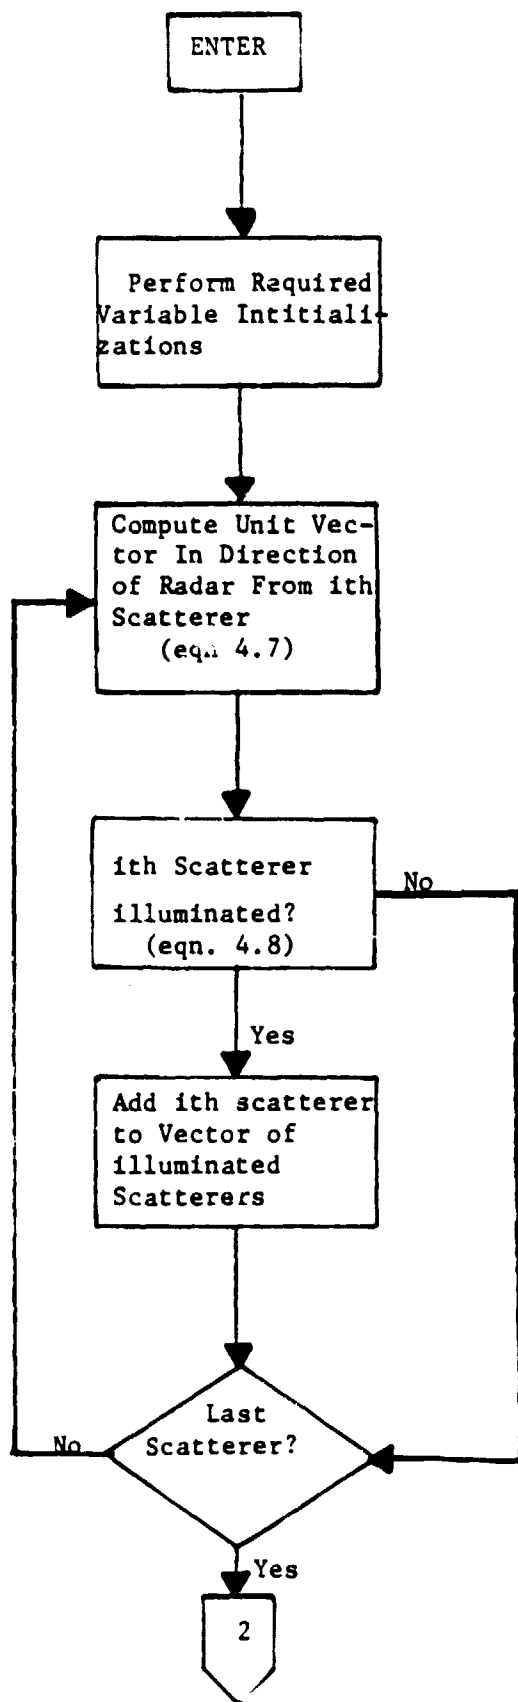 ENTER
Perform Required
Variable Intitiali-
zations
Compute Unit Vec-
tor In Direction
of Radar From ith
Scatterer
(eqn 4.7)
ith Scatterer
illuminated?
(eqn. 4.8)
No
Yes
Add ith scatterer
to Vector of
illuminated
Scatterers
Last
Scatterer?
No
Yes
2